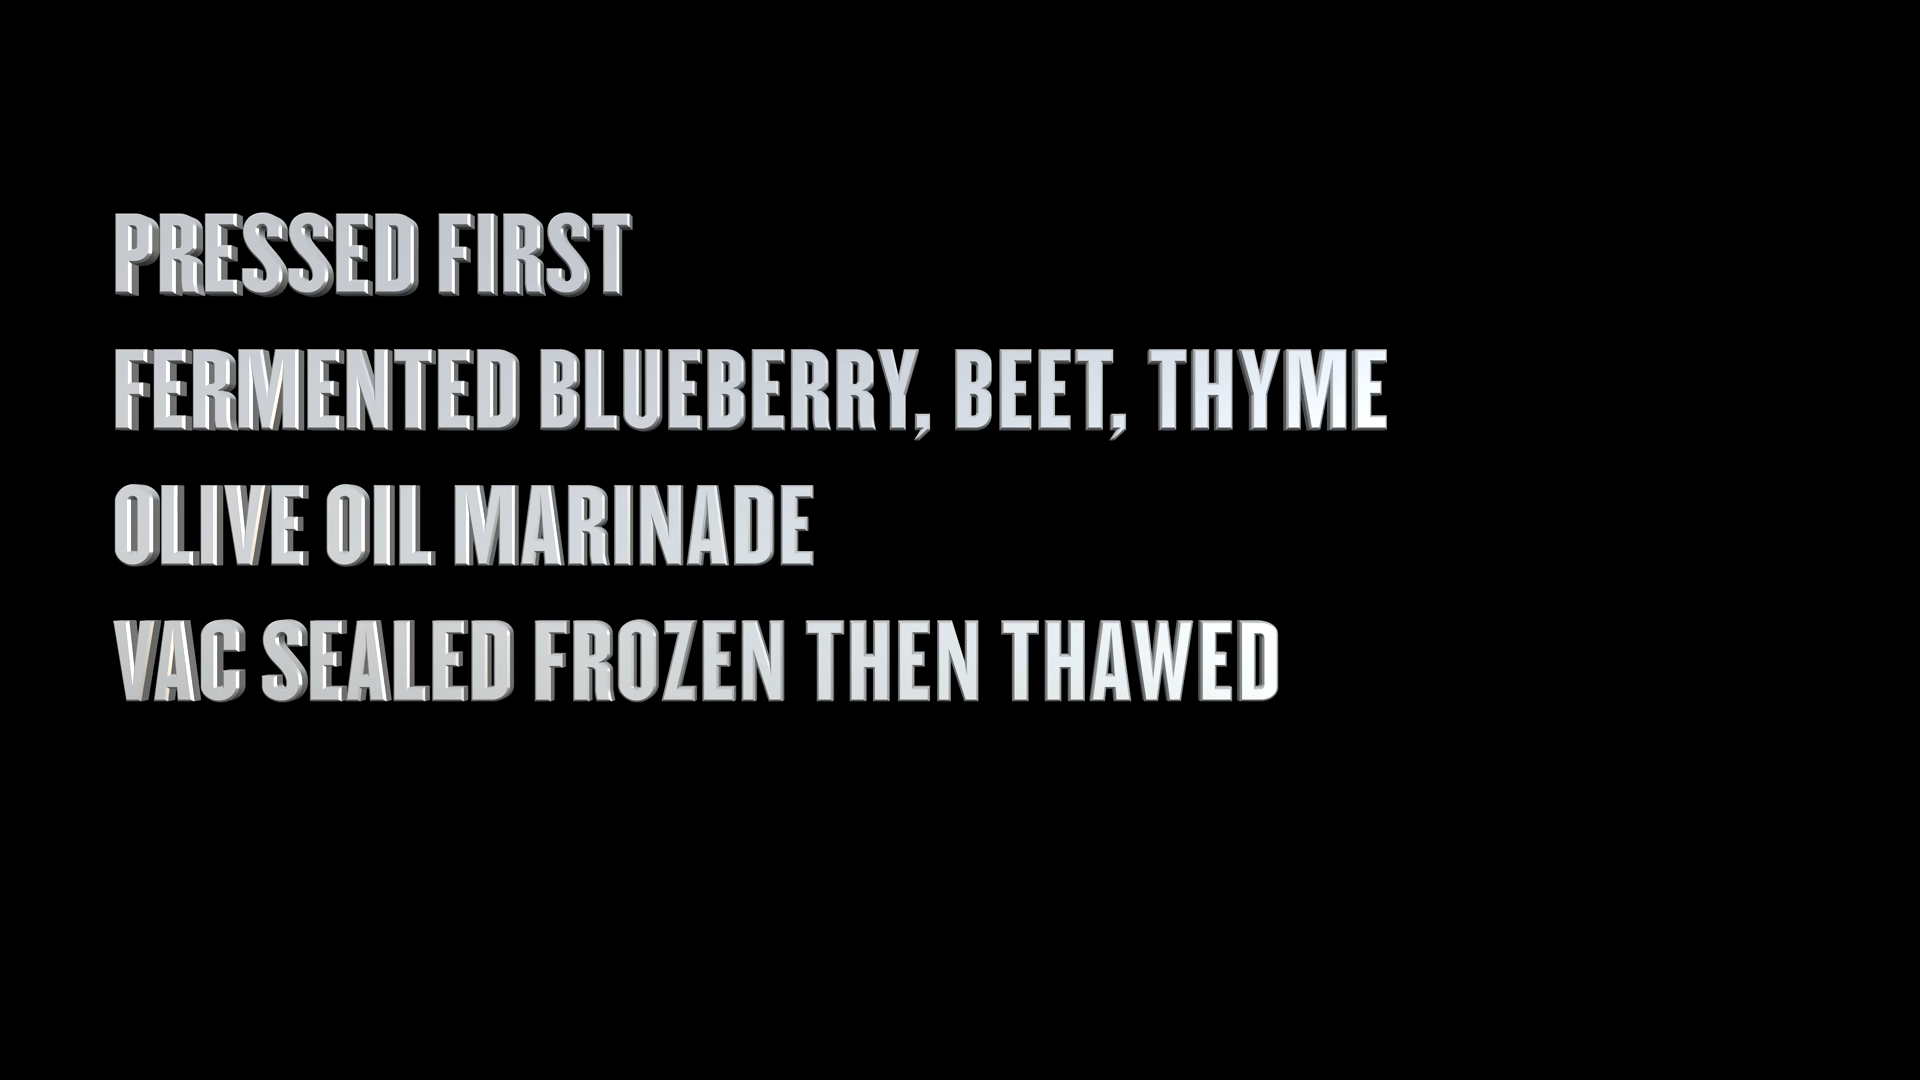 PRESSED FIRST
FERMENTED BLUEBERRY, BEET, THYME
OLIVE OIL MARINADE
VAC SEALED FROZEN THEN THAWED